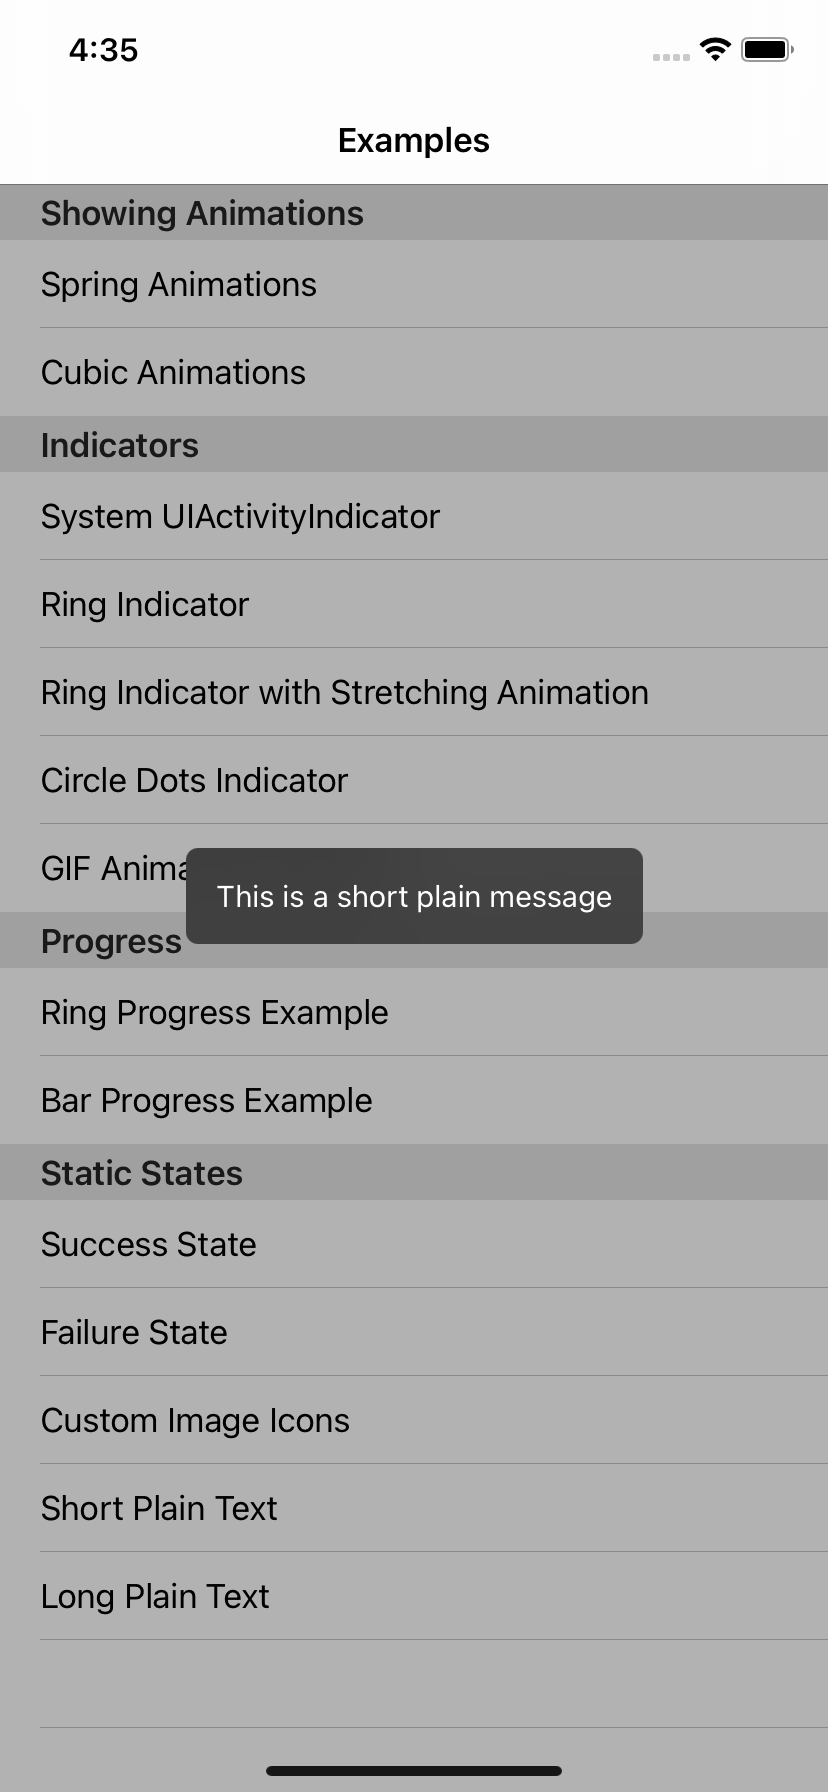 4:35
Examples
Showing Animations
Spring Animations
Cubic Animations
Indicators
System UIActivityIndicator
Ring Indicator
Ring Indicator with Stretching Animation
Circle Dots Indicator
GIF
This is a short plain message
Progress
Ring Progress Example
Bar Progress Example
Static States
Success State
Failure State
Custom Image Icons
Short Plain Text
Long Plain Text